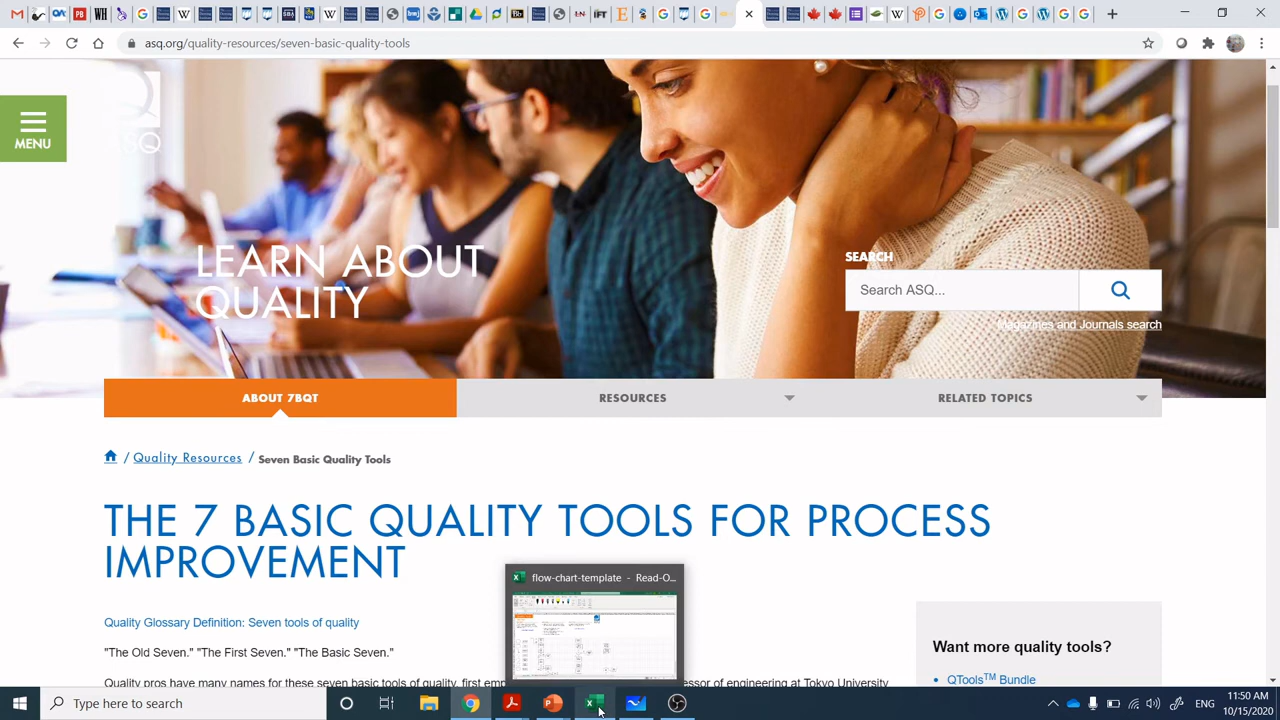 asq.org/quality-resources/seven-basic-quality-tools
MENU
ASQ
LEARN ABOUT
QUALITY
SEARCH
Search ASQ...
Magazines and Journals search
ABOUT 7BQT
RESOURCES
RELATED TOPICS
/ Quality Resources / Seven Basic Quality Tools
THE 7 BASIC QUALITY TOOLS FOR PROCESS
IMPROVEMENT
flow-chart-template - Read-O...
Quality Glossary Definition: Seven tools of quality
"The Old Seven." "The First Seven." "The Basic Seven."
Want more quality tools?
QTools™ Bundle
Quality pros have many names for these seven basic tools of quality, first emp
essor of engineering at Tokyo University
Type here to search
ENG
11:50 AM
10/15/2020